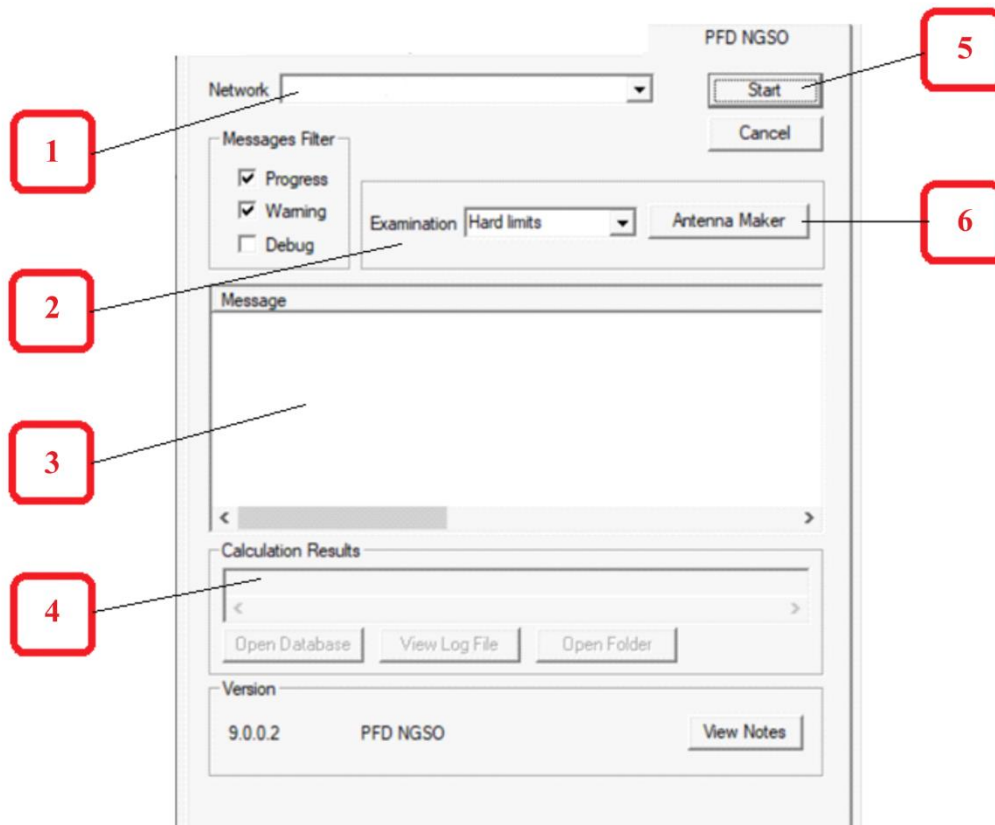 PFD NGSO
5
Network
Start
1
Messages Filter
Cancel
Progress
Warning
Examination
Hard limits
Antenna Maker
6
Debug
2
Message
3
<
>
Calculation Results
4
<
>
Open Database
View Log File
Open Folder
Version
9.0.0.2
PFD NGSO
View Notes